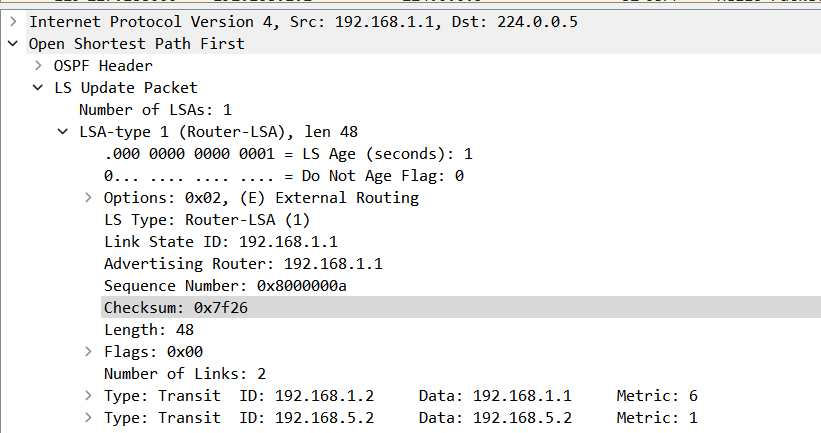 Internet Protocol Version 4, Src: 192.168.1.1, Dst: 224.0.0.5
Open Shortest Path First
OSPF Header
LS Update Packet
Number of LSAs: 1
LSA-type 1 (Router-LSA), len 48
.000 0000 0000 0001 = LS Age (seconds): 1
0... .... .... .... = Do Not Age Flag: 0
Options: 0x02, (E) External Routing
LS Type: Router-LSA (1)
Link State ID: 192.168.1.1
Advertising Router: 192.168.1.1
Sequence Number: 0x8000000a
Checksum: 0x7f26
Length: 48
Flags: 0x00
Number of Links: 2
Type: Transit  ID: 192.168.1.2     Data: 192.168.1.1     Metric: 6
Type: Transit  ID: 192.168.5.2     Data: 192.168.5.2     Metric: 1